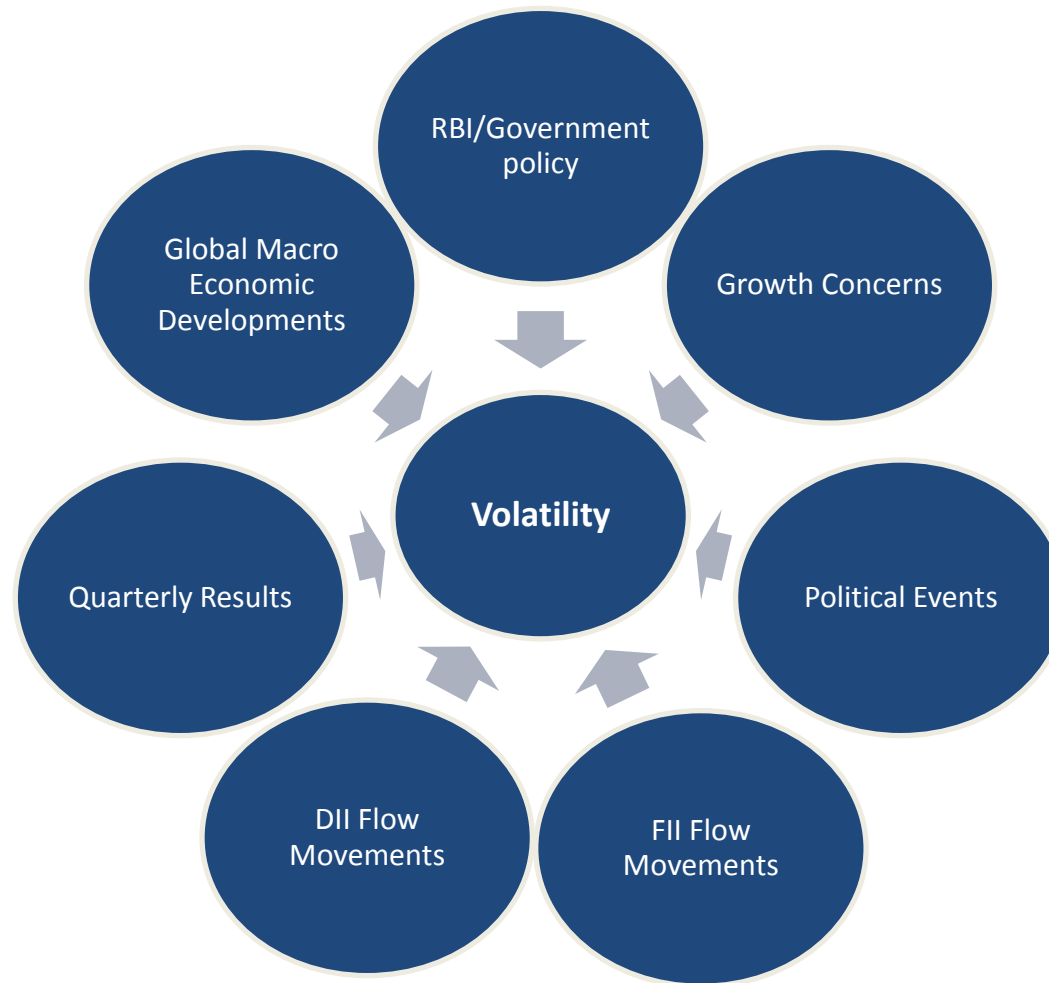 RBI/Government
policy
Global Macro
Economic
Developments
Growth Concerns
Volatility
Quarterly Results
Political Events
DII Flow
Movements
FII Flow
Movements